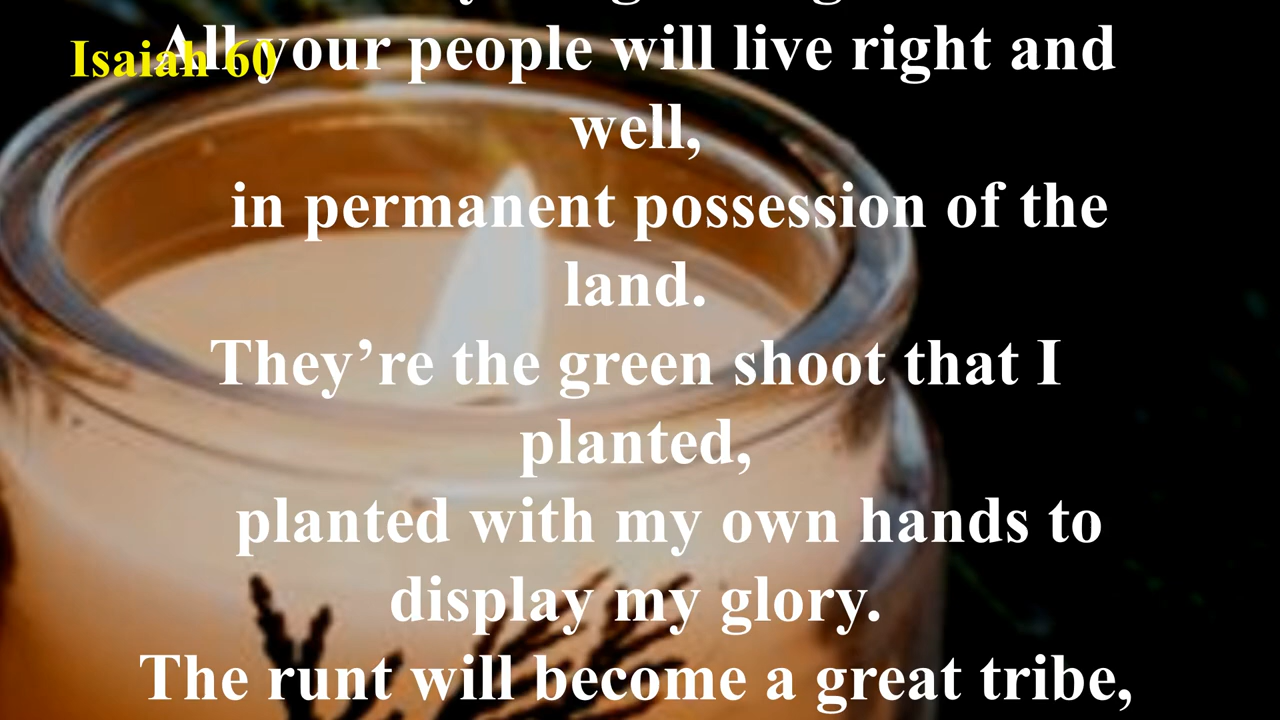 Isaiah 60
All your people will live right and
well,
in permanent possession of the
land.
They’re the green shoot that I
planted,
planted with my own hands to
display my glory.
The runt will become a great tribe,